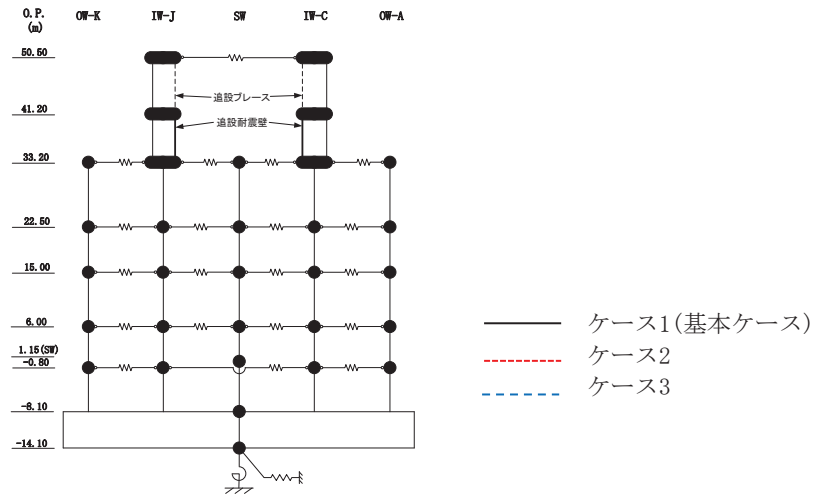 O.P.
(m)
OW-K
IW-J
SW
IW-C
OW-A
50.50
追設ブレース
41.20
追設耐震壁
33.20
22.50
15.00
6.00
1.15(SW)
-0.80
-8.10
-14.10
ケース1(基本ケース)
ケース2
ケース3